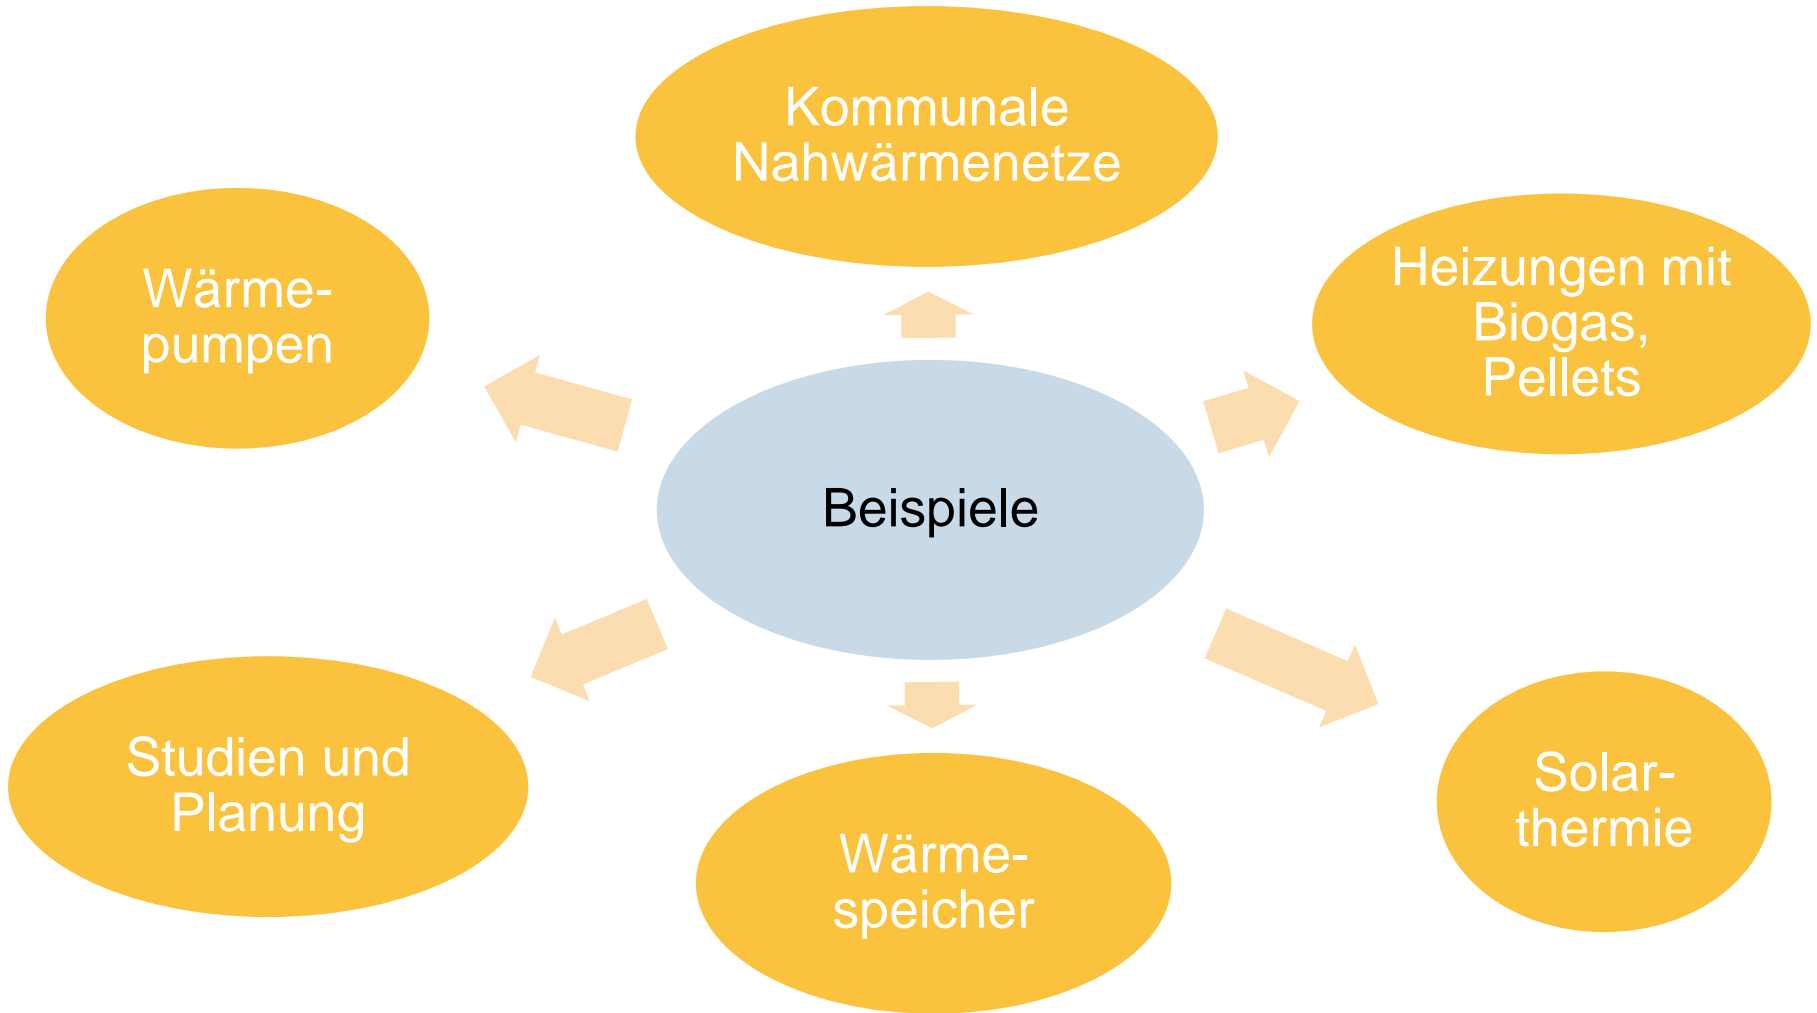 Kommunale
Nahwärmenetze
Wärme-
pumpen
Heizungen mit
Biogas,
Pellets
Beispiele
Studien und
Planung
Wärme-
speicher
Solar-
thermie